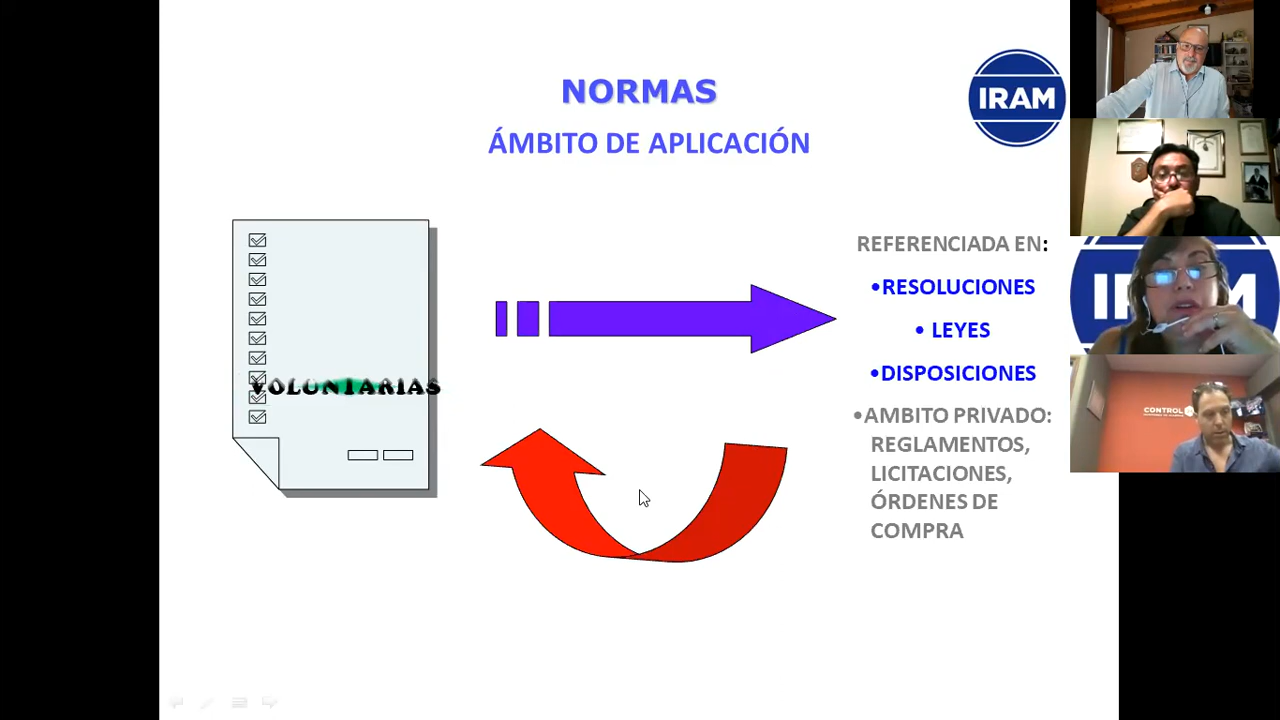 NORMAS
ÁMBITO DE APLICACIÓN
IRAM
VOLUNTARIAS
REFERENCIADA EN:
•RESOLUCIONES
• LEYES
•DISPOSICIONES
•AMBITO PRIVADO:
REGLAMENTOS,
LICITACIONES,
ÓRDENES DE
COMPRA
CONTROL